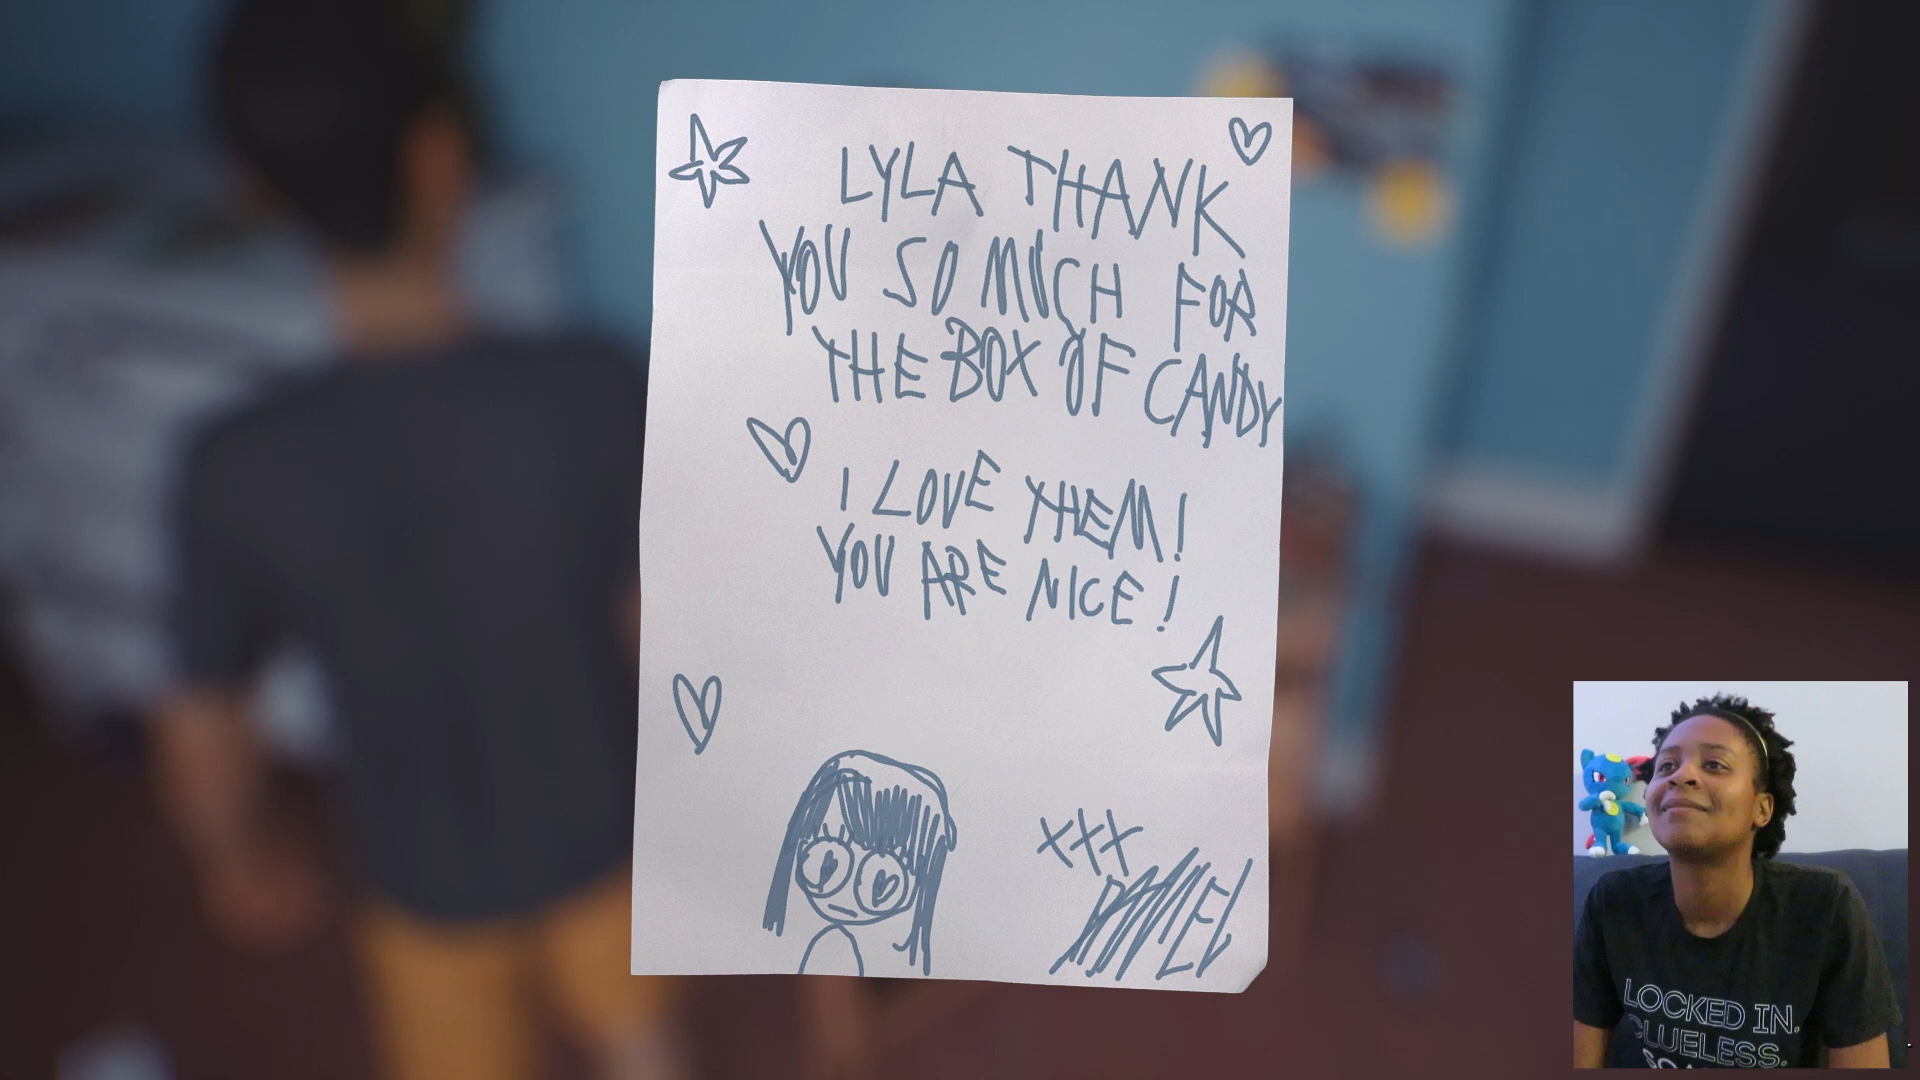 LYLA THANK
YOU SO MUCH FOR
THE BOX OF CANDY
I LOVE THEM!
YOU ARE NICE!
XXX
DANIEL
LOCKED IN.
CLUELESS.